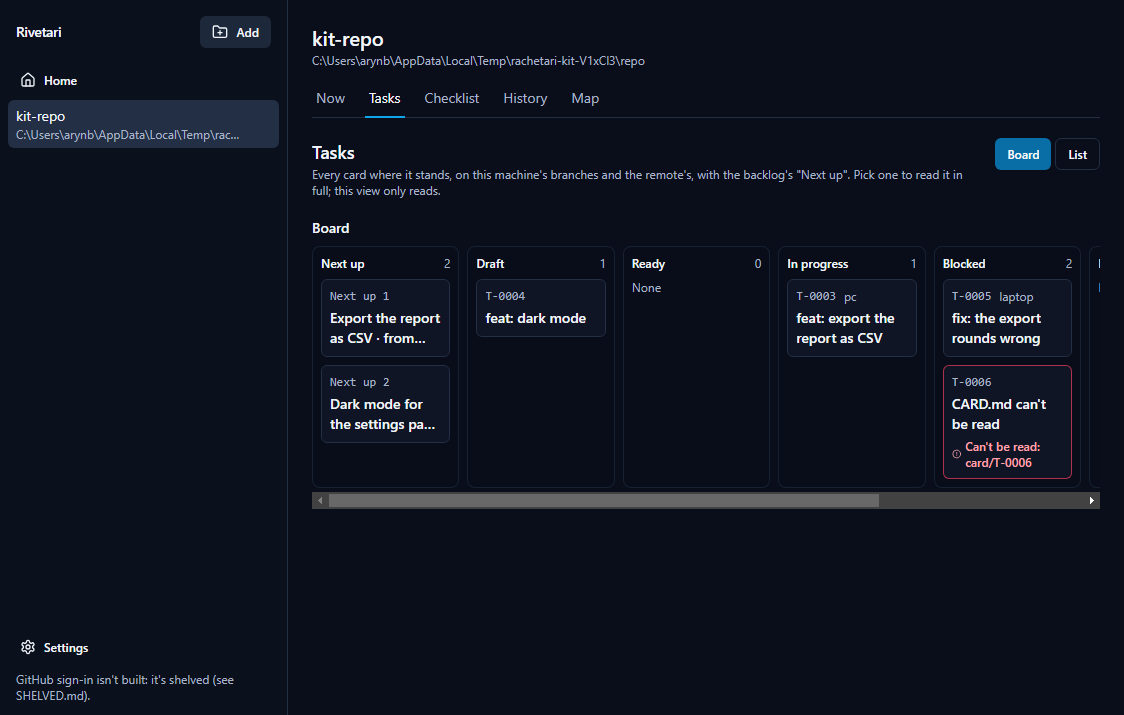 Rivetari
Add
Home
kit-repo
C:\Users\arynb\AppData\Local\Temp\rac...
Settings
GitHub sign-in isn't built: it's shelved (see
SHELVED.md).
kit-repo
C:\Users\arynb\AppData\Local\Temp\rachetari-kit-V1xCl3\repo
Now
Tasks
Checklist
History
Map
Tasks
Every card where it stands, on this machine's branches and the remote's, with the backlog's "Next up". Pick one to read it in
full; this view only reads.
Board
List
Board
Next up 2
Next up 1
Export the report
as CSV · from...
Next up 2
Dark mode for
the settings pa...
Draft 1
T-0004
feat: dark mode
Ready 0
None
In progress 1
T-0003 pc
feat: export the
report as CSV
Blocked 2
T-0005 laptop
fix: the export
rounds wrong
T-0006
CARD.md can't
be read
Can't be read:
card/T-0006